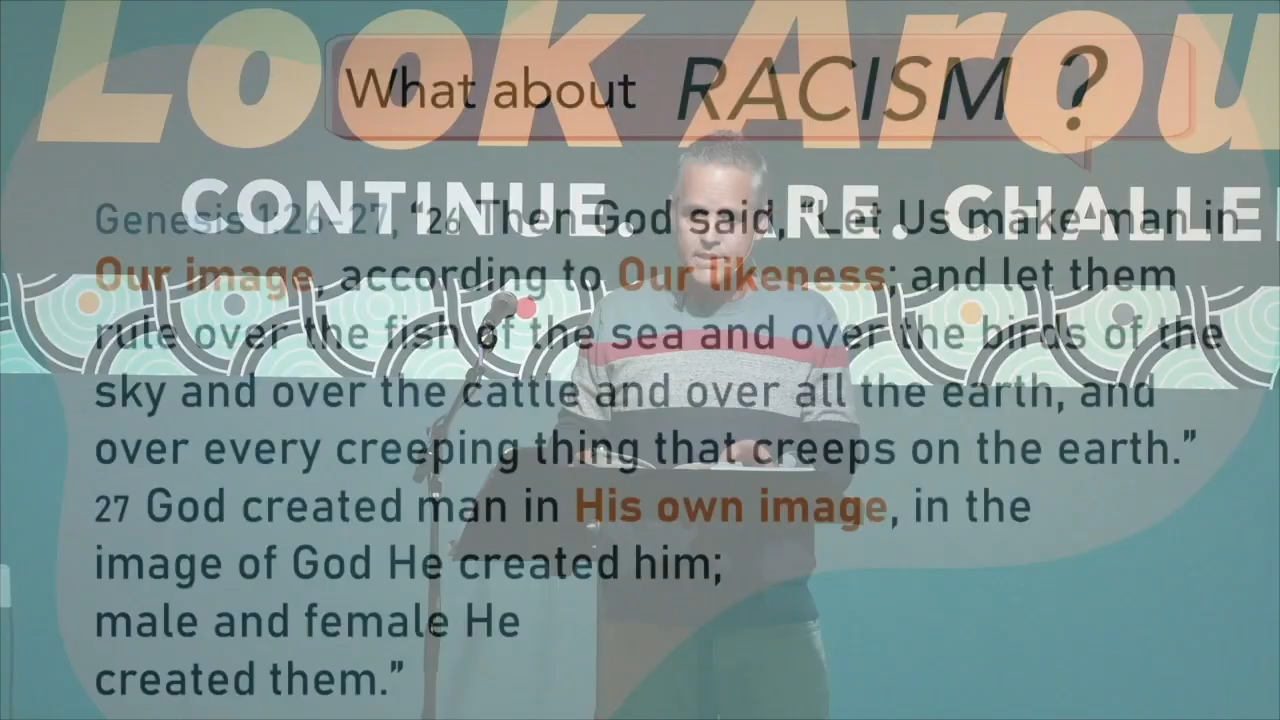 Look Arou
What about RACISM ?
CONTINUE. ARE. CHALLE
Genesis 1:26-27, “26 Then God said, “Let Us make man in
Our image, according to Our likeness; and let them
rule over the fish of the sea and over the birds of the
sky and over the cattle and over all the earth, and
over every creeping thing that creeps on the earth.”
27 God created man in His own image, in the
image of God He created him;
male and female He
created them.”